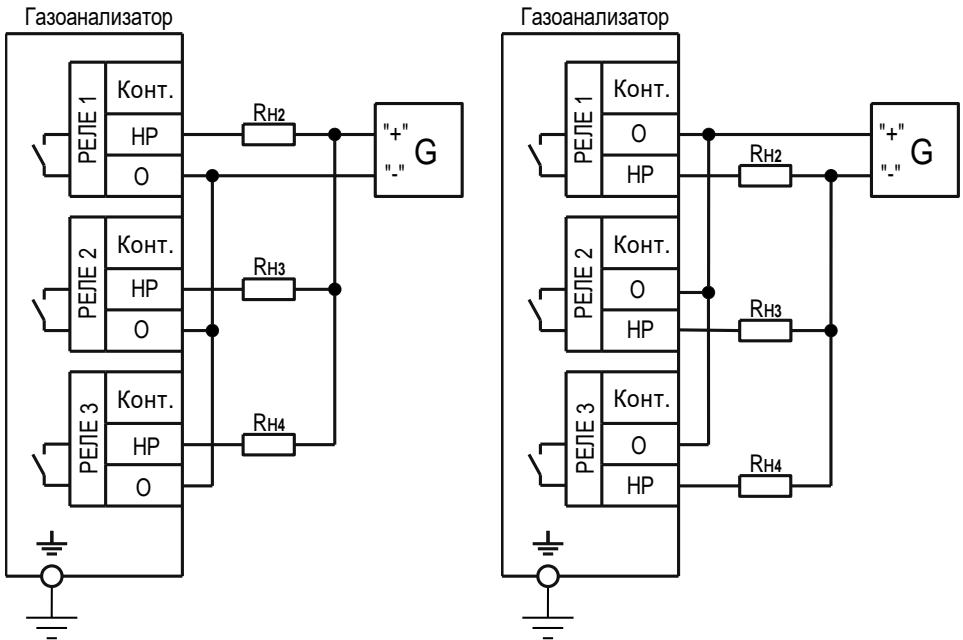 Газоанализатор
РЕЛЕ 1
Конт.
НР
О
Rн2
"+"
"-"
G
РЕЛЕ 2
Конт.
НР
О
Rн3
РЕЛЕ 3
Конт.
НР
О
Rн4
Газоанализатор
РЕЛЕ 1
Конт.
О
НР
Rн2
"+"
"-"
G
РЕЛЕ 2
Конт.
О
НР
Rн3
РЕЛЕ 3
Конт.
О
НР
Rн4